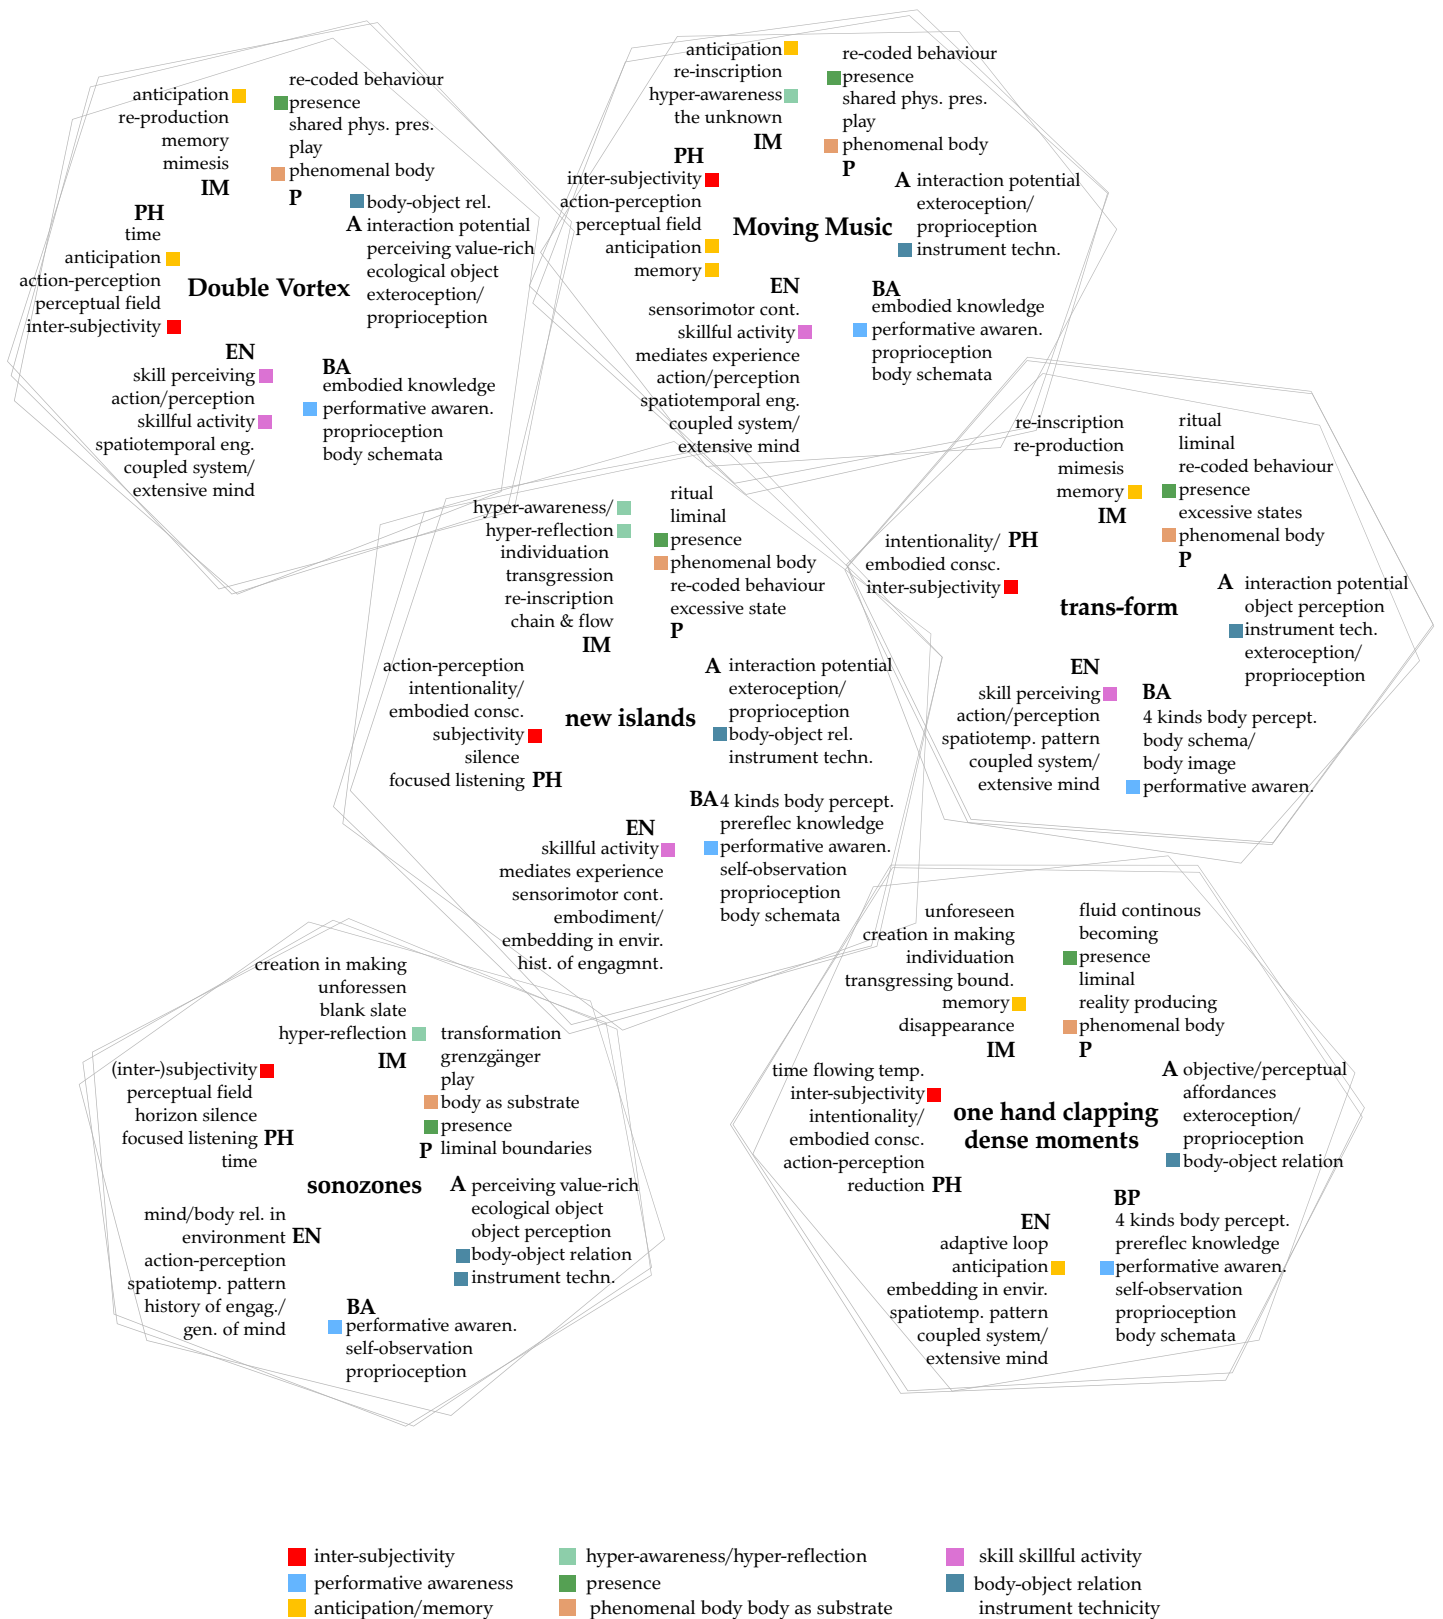 anticipation
re-production
memory
mimesis
IM
re-coded behaviour
presence
shared phys. pres.
play
phenomenal body
P
PH
time
anticipation
action-perception
perceptual field
inter-subjectivity
Double Vortex
body-object rel.
A interaction potential
perceiving value-rich
ecological object
exteroception/
proprioception
EN
skill perceiving
action/perception
skillful activity
spatiotemporal eng.
coupled system/
extensive mind
BA
embodied knowledge
performative awaren.
proprioception
body schemata
anticipation
re-inscription
hyper-awareness
the unknown
IM
re-coded behaviour
presence
shared phys. pres.
play
phenomenal body
P
PH
inter-subjectivity
action-perception
perceptual field
anticipation
memory
Moving Music
A interaction potential
exteroception/
proprioception
instrument techn.
EN
sensorimotor cont.
skillful activity
mediates experience
action/perception
spatiotemporal eng.
coupled system/
extensive mind
BA
embodied knowledge
performative awaren.
proprioception
body schemata
re-inscription
re-production
mimesis
memory
IM
ritual
liminal
re-coded behaviour
presence
excessive states
phenomenal body
P
intentionality/ PH
embodied consc.
inter-subjectivity
trans-form
A interaction potential
object perception
instrument tech.
exteroception/
proprioception
EN
skill perceiving
action/perception
spatiotemp. pattern
coupled system/
extensive mind
BA
4 kinds body percept.
body schema/
body image
performative awaren.
hyper-awareness/
hyper-reflection
individuation
transgression
re-inscription
chain & flow
IM
ritual
liminal
presence
phenomenal body
re-coded behaviour
excessive state
P
action-perception
intentionality/
embodied consc.
subjectivity
silence
focused listening PH
new islands
A interaction potential
exteroception/
proprioception
body-object rel.
instrument techn.
EN
skillful activity
mediates experience
sensorimotor cont.
embodiment/
embedding in envir.
hist. of engagmnt.
BA 4 kinds body percept.
prereflec knowledge
performative awaren.
self-observation
proprioception
body schemata
creation in making
unforessen
blank slate
hyper-reflection
IM
transformation
grenzgänger
play
body as substrate
presence
P liminal boundaries
(inter-)subjectivity
perceptual field
horizon silence
focused listening PH
time
sonozones
A perceiving value-rich
ecological object
object perception
body-object relation
instrument techn.
mind/body rel. in
environment EN
action-perception
spatiotemp. pattern
history of engag./
gen. of mind
BA
performative awaren.
self-observation
proprioception
unforeseen
creation in making
individuation
transgressing bound.
memory
disappearance
IM
fluid continous
becoming
presence
liminal
reality producing
phenomenal body
P
time flowing temp.
inter-subjectivity
intentionality/
embodied consc.
action-perception
reduction PH
one hand clapping
dense moments
A objective/perceptual
affordances
exteroception/
proprioception
body-object relation
EN
adaptive loop
anticipation
embedding in envir.
spatiotemp. pattern
coupled system/
extensive mind
BP
4 kinds body percept.
prereflec knowledge
performative awaren.
self-observation
proprioception
body schemata
inter-subjectivity
performative awareness
anticipation/memory
hyper-awareness/hyper-reflection
presence
phenomenal body body as substrate
skill skillful activity
body-object relation
instrument technicity